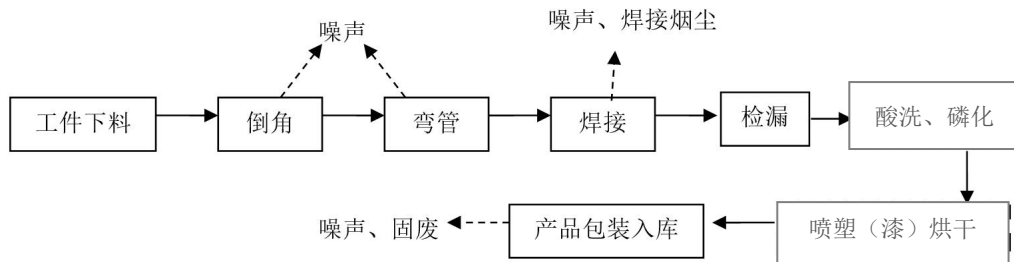 噪声、焊接烟尘
噪声
工件下料
倒角
弯管
焊接
检漏
酸洗、磷化
噪声、固废
产品包装入库
喷塑（漆）烘干